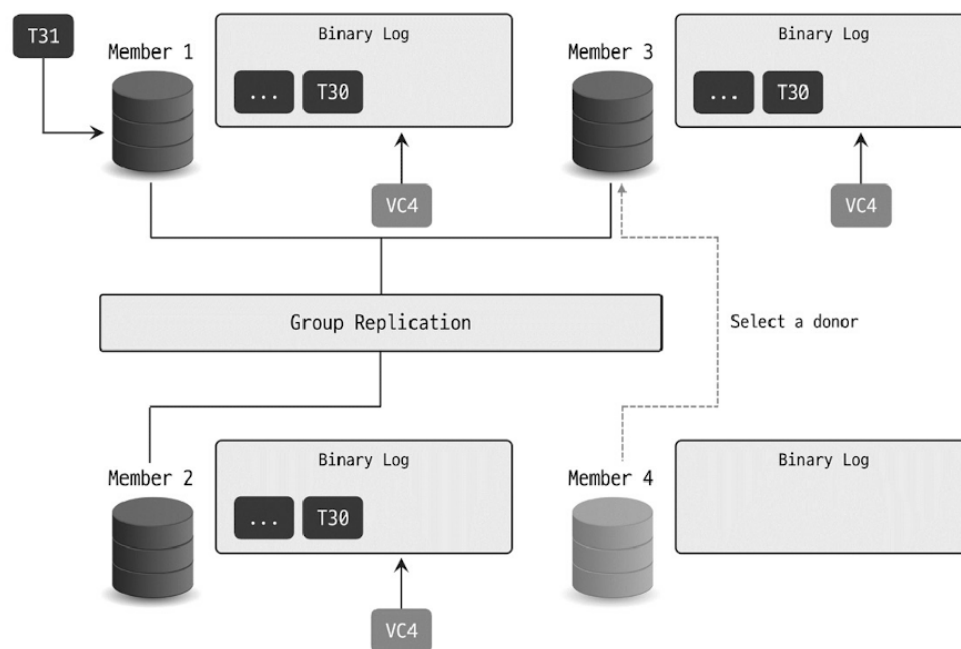 T31
Member 1
Binary Log
... T30
VC4
Member 3
Binary Log
... T30
VC4
Group Replication
Select a donor
Member 2
Binary Log
... T30
VC4
Member 4
Binary Log